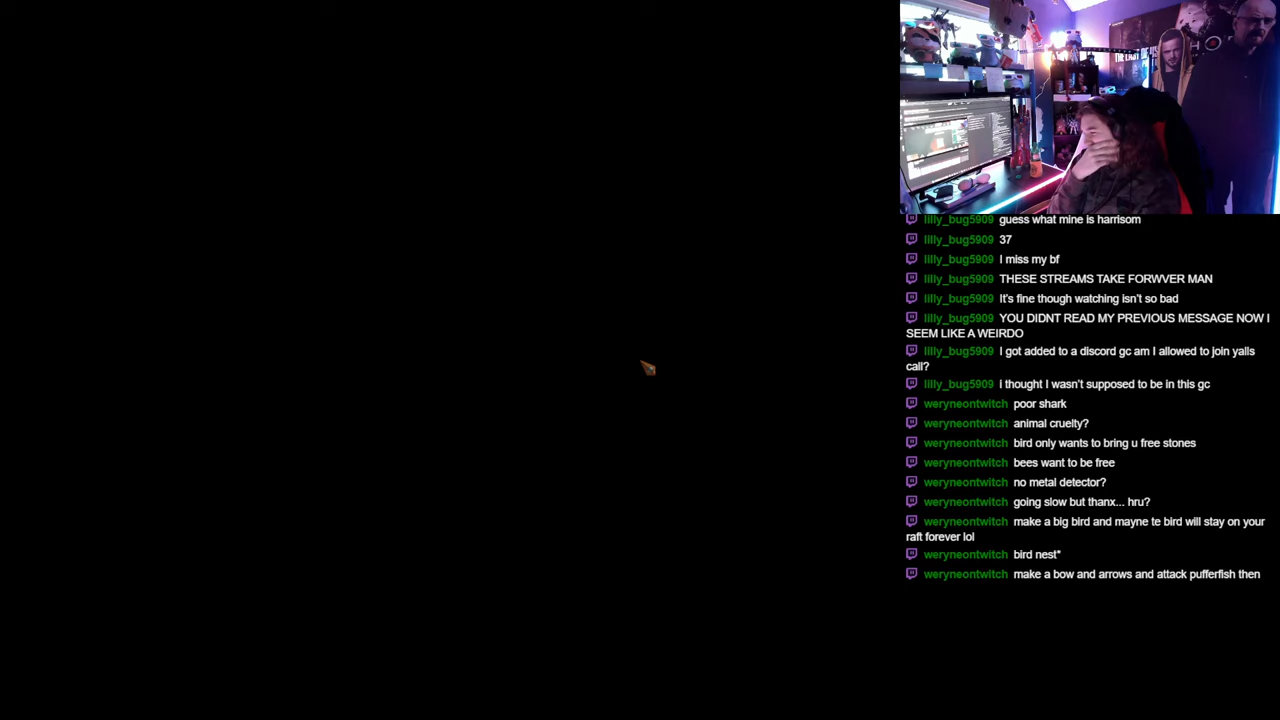 THE LAST OF US
lilly_bug5909 guess what mine is harrisom
lilly_bug5909 37
lilly_bug5909 I miss my bf
lilly_bug5909 THESE STREAMS TAKE FORWVER MAN
lilly_bug5909 It's fine though watching isn't so bad
lilly_bug5909 YOU DIDNT READ MY PREVIOUS MESSAGE NOW I
SEEM LIKE A WEIRDO
lilly_bug5909 I got added to a discord gc am I allowed to join yalls
call?
lilly_bug5909 i thought I wasn't supposed to be in this gc
weryneontwitch poor shark
weryneontwitch animal cruelty?
weryneontwitch bird only wants to bring u free stones
weryneontwitch bees want to be free
weryneontwitch no metal detector?
weryneontwitch going slow but thanx... hru?
weryneontwitch make a big bird and mayne te bird will stay on your
raft forever lol
weryneontwitch bird nest*
weryneontwitch make a bow and arrows and attack pufferfish then